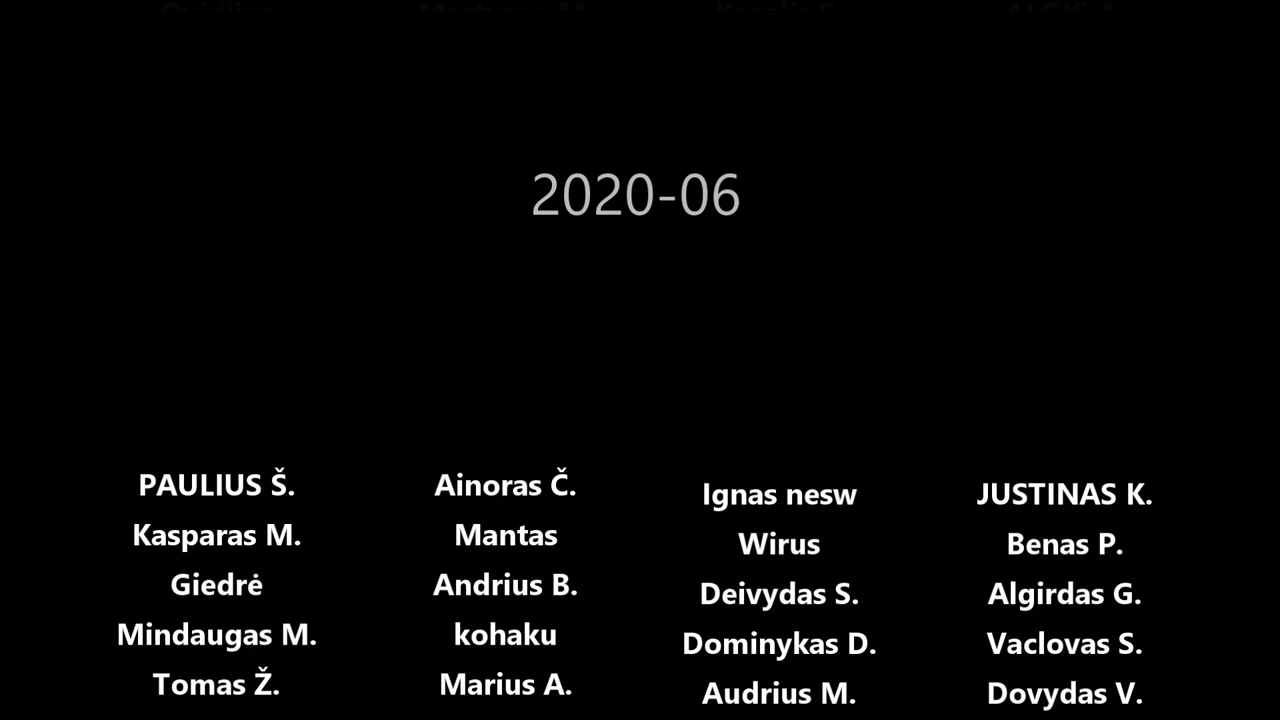 2020-06
PAULIUS Š.
Kasparas M.
Giedrė
Mindaugas M.
Tomas Ž.
Ainoras Č.
Mantas
Andrius B.
kohaku
Marius A.
Ignas nesw
Wirus
Deivydas S.
Dominykas D.
Audrius M.
JUSTINAS K.
Benas P.
Algirdas G.
Vaclovas S.
Dovydas V.